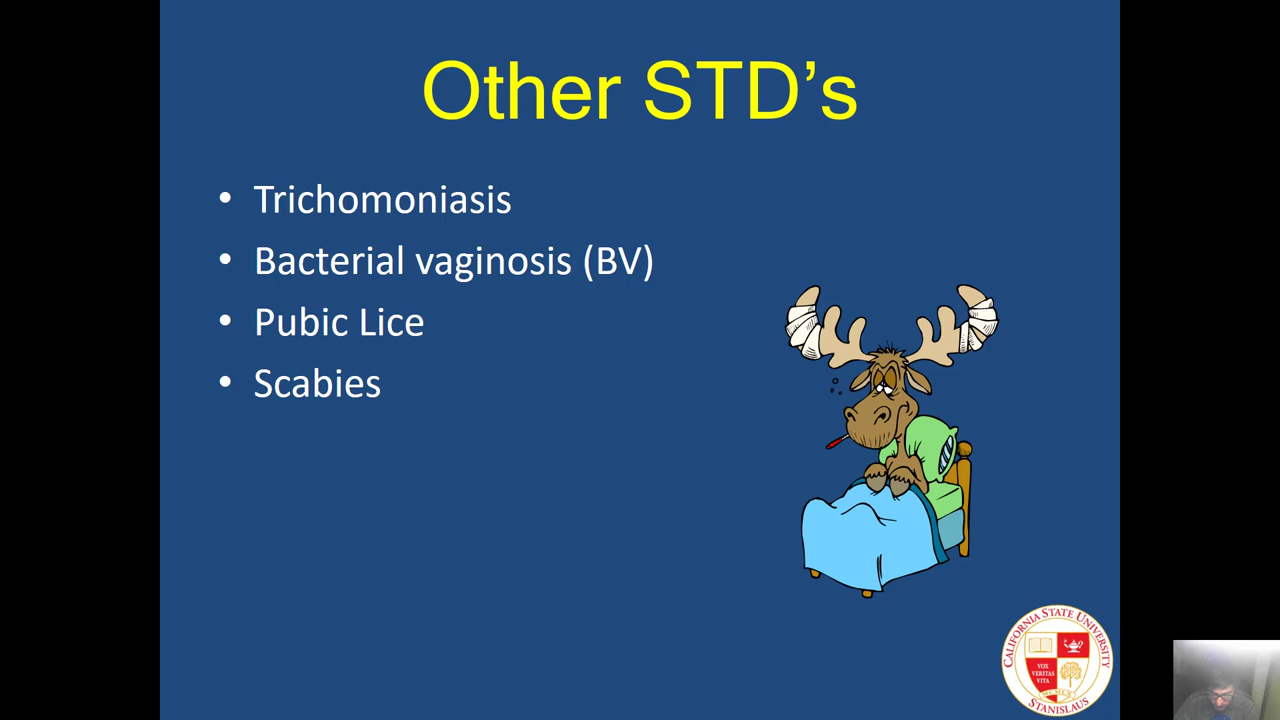 Other STD’s
• Trichomoniasis
• Bacterial vaginosis (BV)
• Pubic Lice
• Scabies
CALIFORNIA STATE UNIVERSITY
VOX
VERITAS
VITA
STANISLAUS